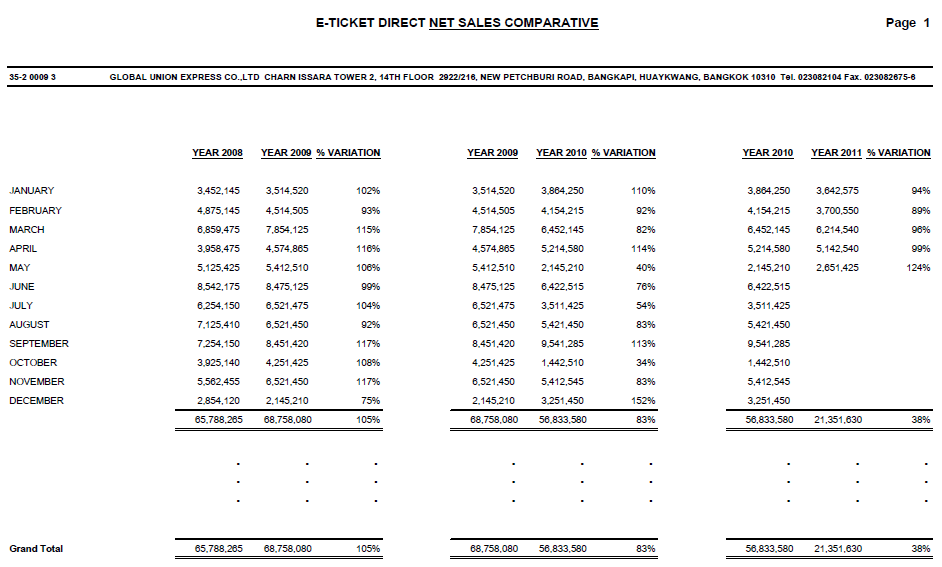 E-TICKET DIRECT NET SALES COMPARATIVE Page 1
35-2 0009 3 GLOBAL UNION EXPRESS CO.,LTD CHARN ISSARA TOWER 2, 14TH FLOOR 2922/216, NEW PETCHBURI ROAD, BANGKAPI, HUAYKWANG, BANGKOK 10310 Tel. 023082104 Fax. 023082675-6
YEAR 2008 YEAR 2009 % VARIATION YEAR 2009 YEAR 2010 % VARIATION YEAR 2010 YEAR 2011 % VARIATION
JANUARY 3,452,145 3,514,520 102% 3,514,520 3,864,250 110% 3,864,250 3,642,575 94%
FEBRUARY 4,875,145 4,514,505 93% 4,514,505 4,154,215 92% 4,154,215 3,700,550 89%
MARCH 6,859,475 7,854,125 115% 7,854,125 6,452,145 82% 6,452,145 6,214,540 96%
APRIL 3,958,475 4,574,865 116% 4,574,865 5,214,580 114% 5,214,580 5,142,540 99%
MAY 5,125,425 5,412,510 106% 5,412,510 2,145,210 40% 2,145,210 2,651,425 124%
JUNE 8,542,175 8,475,125 99% 8,475,125 6,422,515 76% 6,422,515
JULY 6,254,150 6,521,475 104% 6,521,475 3,511,425 54% 3,511,425
AUGUST 7,125,410 6,521,450 92% 6,521,450 5,421,450 83% 5,421,450
SEPTEMBER 7,254,150 8,451,420 117% 8,451,420 9,541,285 113% 9,541,285
OCTOBER 3,925,140 4,251,425 108% 4,251,425 1,442,510 34% 1,442,510
NOVEMBER 5,562,455 6,521,450 117% 6,521,450 5,412,545 83% 5,412,545
DECEMBER 2,854,120 2,145,210 75% 2,145,210 3,251,450 152% 3,251,450
65,788,265 68,758,080 105% 68,758,080 56,833,580 83% 56,833,580 21,351,630 38%
- - - - - - - - -
- - - - - - - - -
- - - - - - - - -
Grand Total 65,788,265 68,758,080 105% 68,758,080 56,833,580 83% 56,833,580 21,351,630 38%